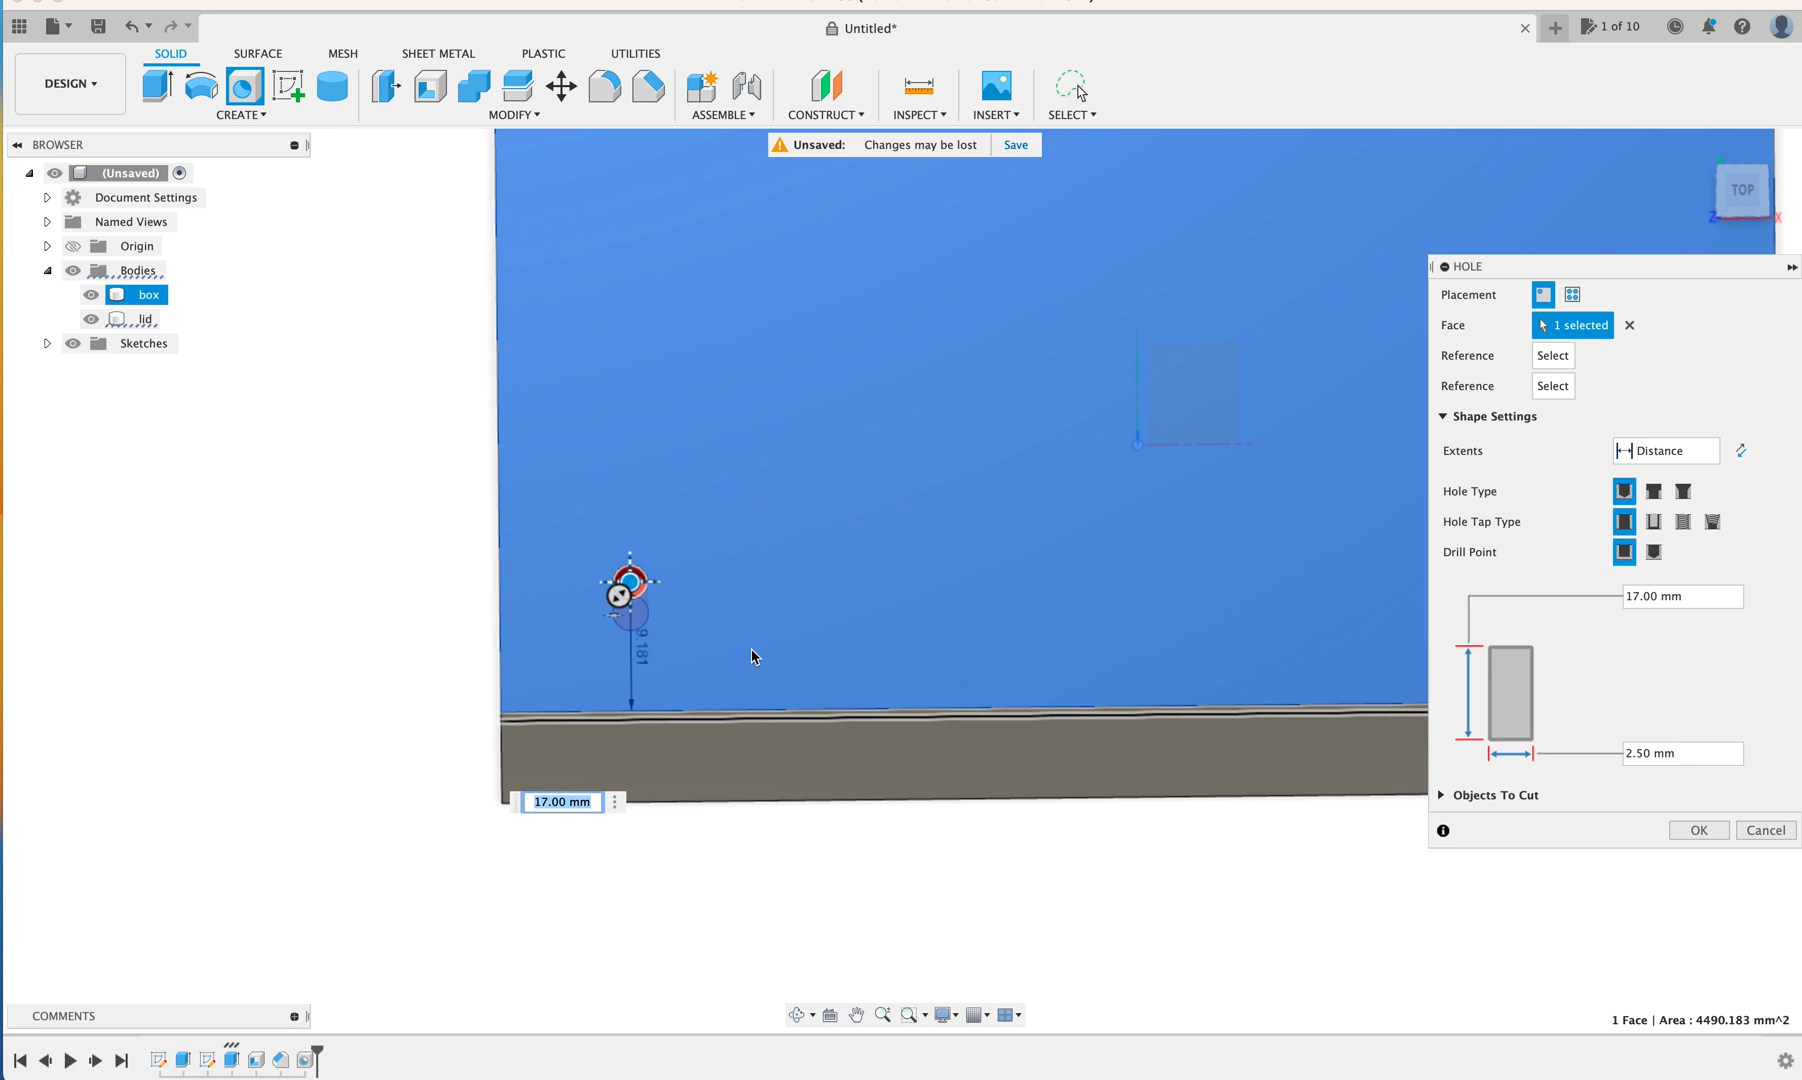 Untitled*
1 of 10
DESIGN
SOLID
SURFACE
MESH
SHEET METAL
PLASTIC
UTILITIES
CREATE
MODIFY
ASSEMBLE
CONSTRUCT
INSPECT
INSERT
SELECT
BROWSER
(Unsaved)
Document Settings
Named Views
Origin
Bodies
box
lid
Sketches
Unsaved: Changes may be lost Save
TOP
Z X
9.181
17.00 mm
HOLE
Placement
Face 1 selected
Reference Select
Reference Select
Shape Settings
Extents Distance
Hole Type
Hole Tap Type
Drill Point
17.00 mm
2.50 mm
Objects To Cut
OK Cancel
COMMENTS
1 Face | Area : 4490.183 mm^2